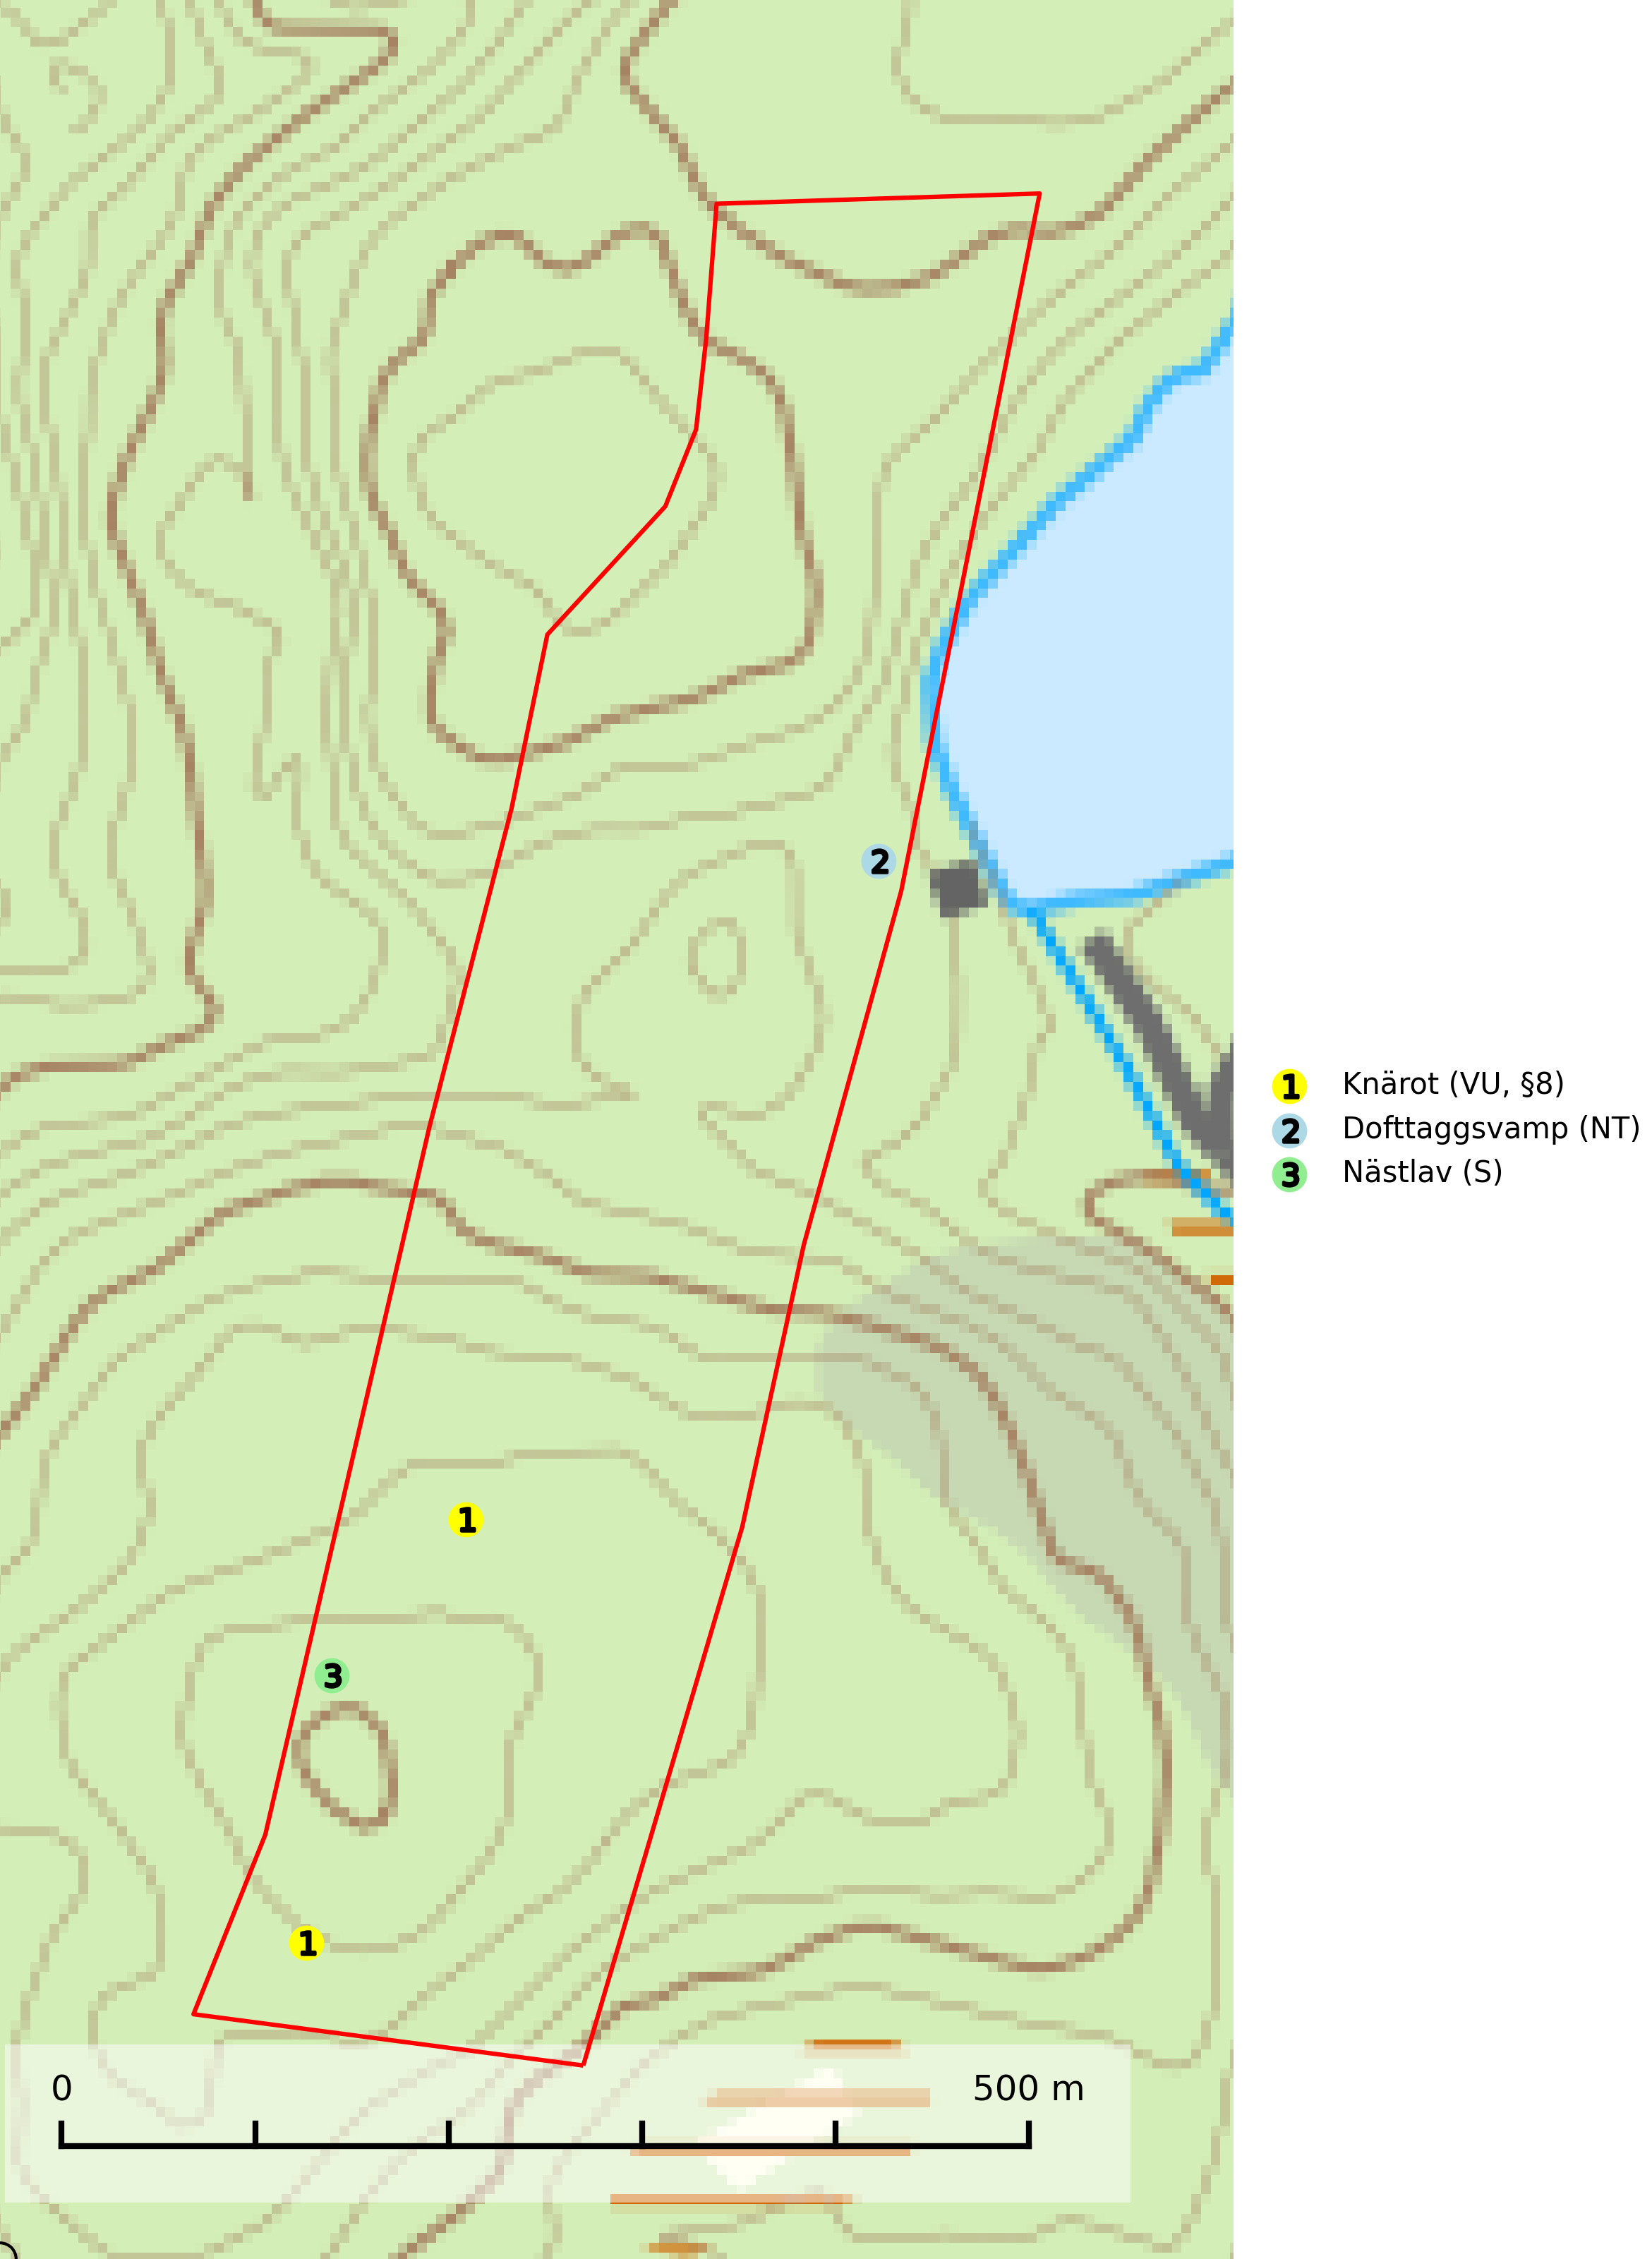 2
1 Knärot (VU, §8)
2 Dofttaggsvamp (NT)
3 Nästlav (S)
1
3
1
0 500 m